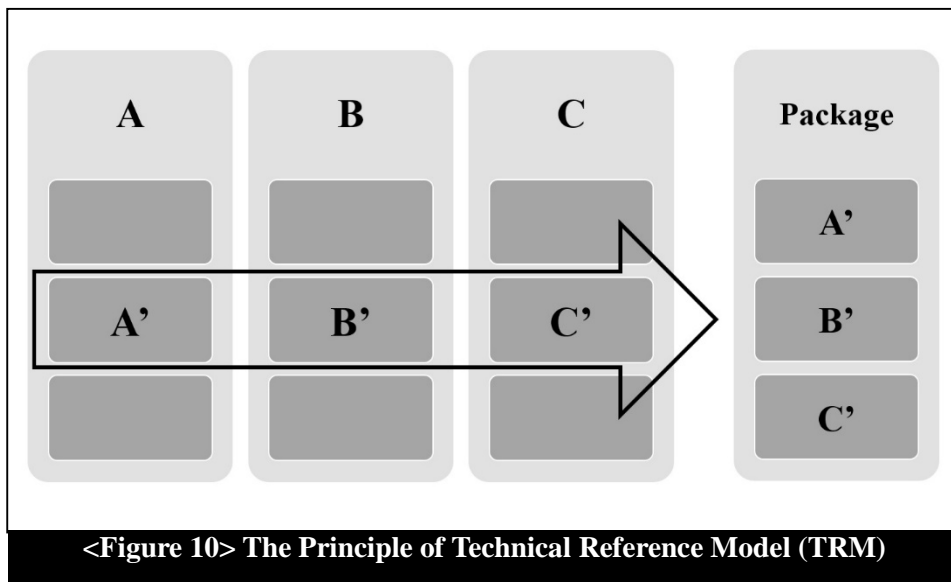 A B C Package
A’
A’ B’ C’ B’
C’
<Figure 10> The Principle of Technical Reference Model (TRM)